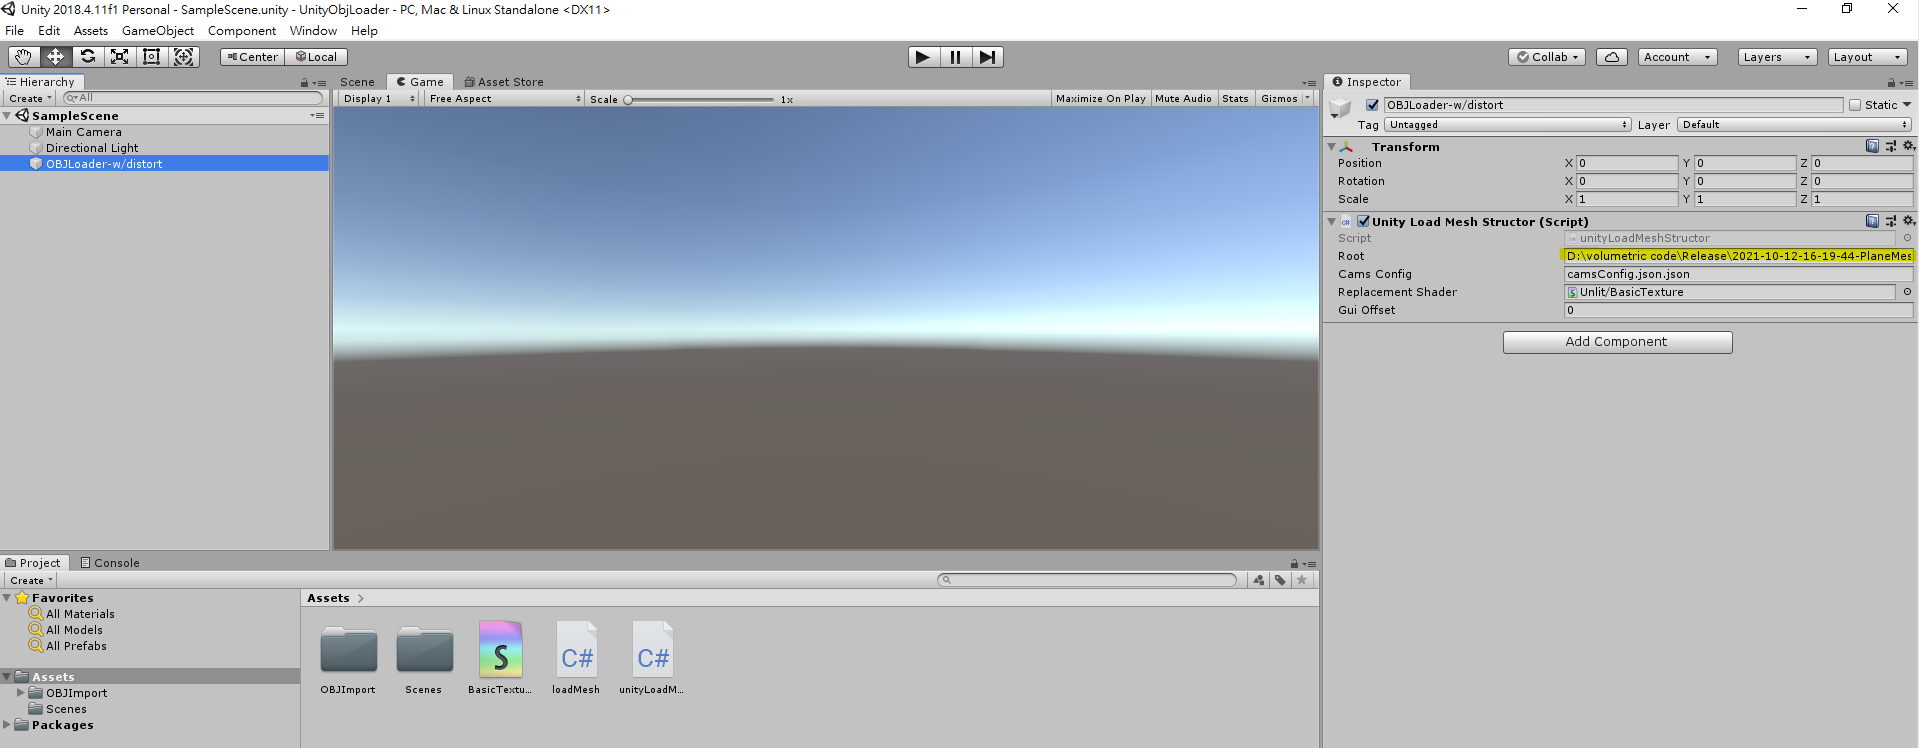 Unity 2018.4.11f1 Personal - SampleScene.unity - UnityObjLoader - PC, Mac & Linux Standalone <DX11>
File Edit Assets GameObject Component Window Help
Center Local Collab Account Layers Layout
Hierarchy
Create All
SampleScene
Main Camera
Directional Light
OBJLoader-w/distort
Scene Game Asset Store
Display 1 Free Aspect Scale 1x Maximize On Play Mute Audio Stats Gizmos
Inspector
OBJLoader-w/distort Static
Tag Untagged Layer Default
Transform
Position X 0 Y 0 Z 0
Rotation X 0 Y 0 Z 0
Scale X 1 Y 1 Z 1
C# Unity Load Mesh Structor (Script)
Script unityLoadMeshStructor
Root D:\volumetric code\Release\2021-10-12-16-19-44-PlaneMes
Cams Config camsConfig.json.json
Replacement Shader S Unlit/BasicTexture
Gui Offset 0
Add Component
Project Console
Create
Favorites
All Materials
All Models
All Prefabs
Assets
OBJImport
Scenes
Packages
Assets >
S C# C#
OBJImport Scenes BasicTextu... loadMesh unityLoadM...